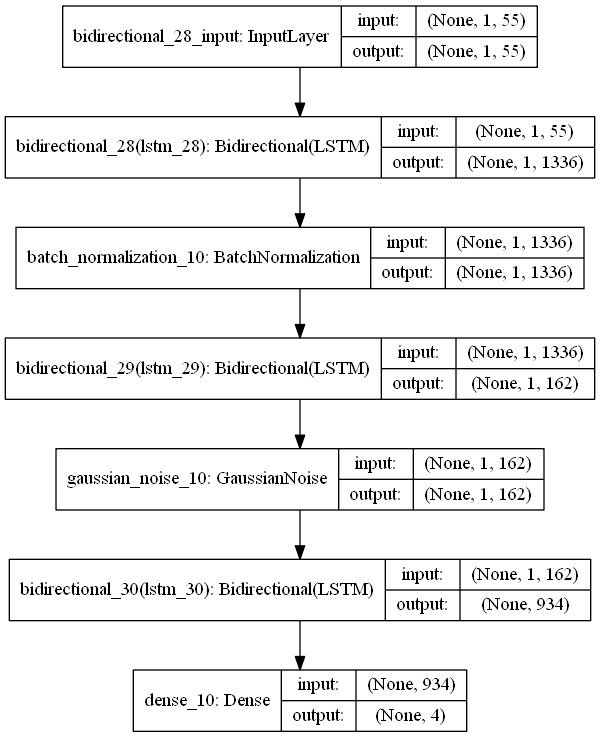 bidirectional_28_input: InputLayer
input: (None, 1, 55)
output: (None, 1, 55)
bidirectional_28(lstm_28): Bidirectional(LSTM)
input: (None, 1, 55)
output: (None, 1, 1336)
batch_normalization_10: BatchNormalization
input: (None, 1, 1336)
output: (None, 1, 1336)
bidirectional_29(lstm_29): Bidirectional(LSTM)
input: (None, 1, 1336)
output: (None, 1, 162)
gaussian_noise_10: GaussianNoise
input: (None, 1, 162)
output: (None, 1, 162)
bidirectional_30(lstm_30): Bidirectional(LSTM)
input: (None, 1, 162)
output: (None, 934)
dense_10: Dense
input: (None, 934)
output: (None, 4)